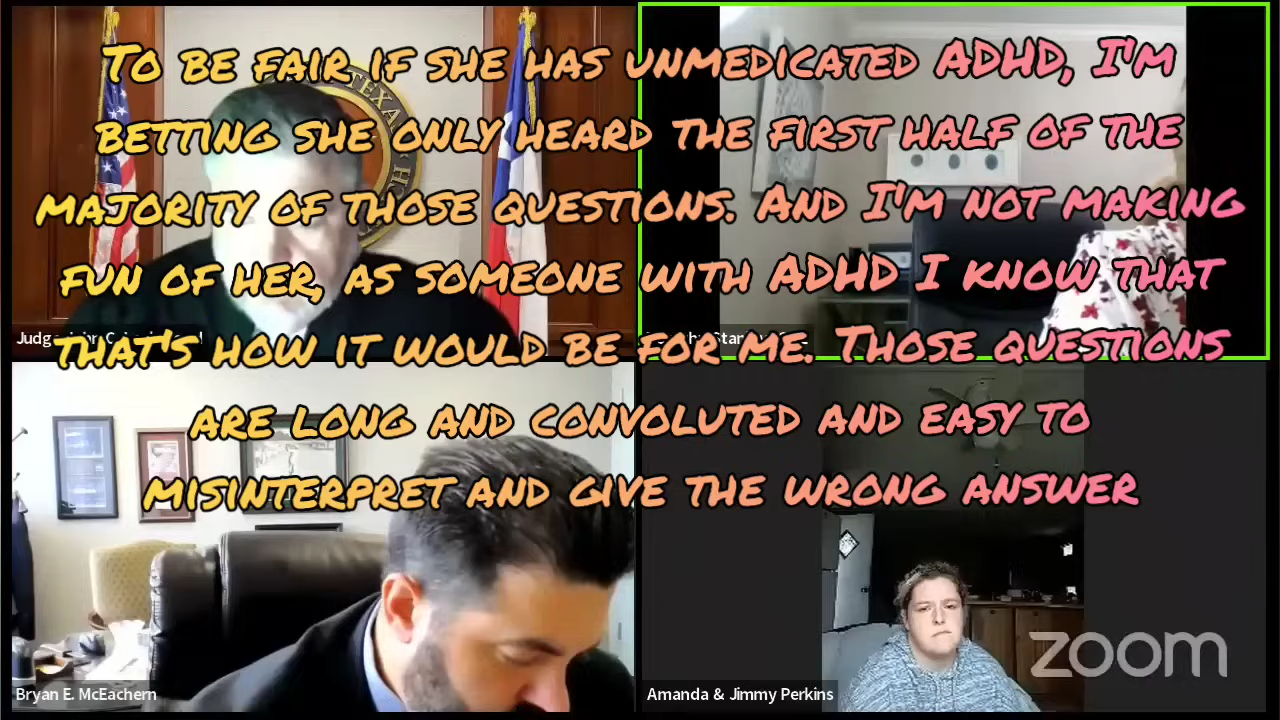 To be fair if she has unmedicated ADHD, I'm
betting she only heard the first half of the
majority of those questions. And I'm not making
fun of her, as someone with ADHD I know that
that's how it would be for me. Those questions
are long and convoluted and easy to
misinterpret and give the wrong answer
TEXAS
Bryan E. McEachern
Amanda & Jimmy Perkins
zoom